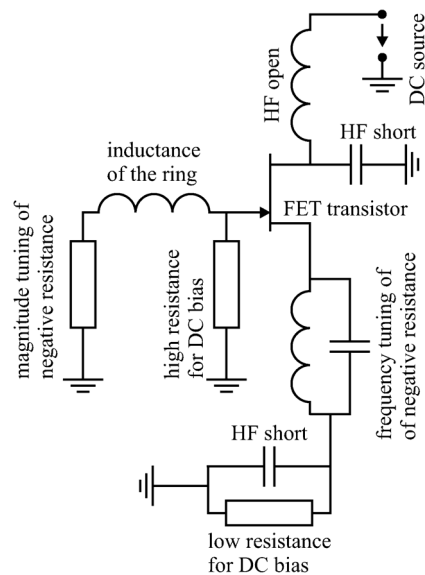 HF open
DC source
HF short
inductance
of the ring
FET transistor
magnitude tuning of
negative resistance
high resistance
for DC bias
frequency tuning of
of negative resistance
HF short
low resistance
for DC bias